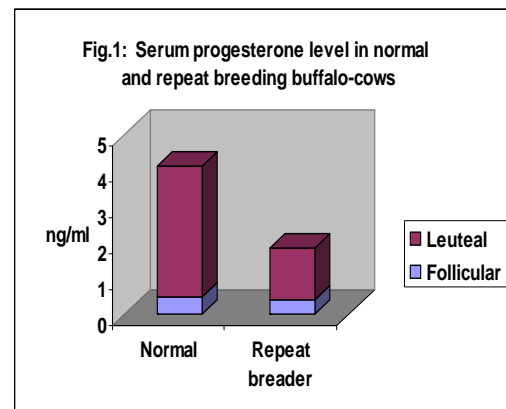 Fig.1: Serum progesterone level in normal
and repeat breeding buffalo-cows
5
4
3
2
1
0
ng/ml
Normal
Repeat
breader
Leuteal
Follicular